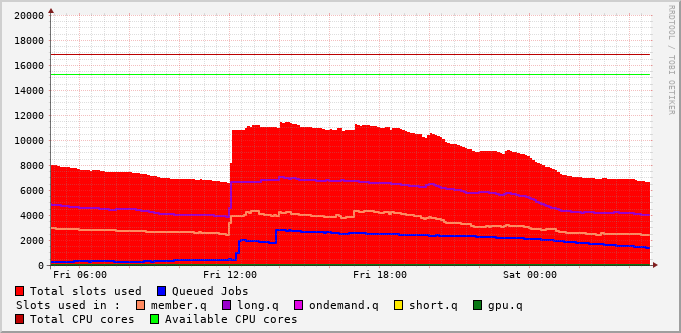 20000
18000
16000
14000
12000
10000
8000
6000
4000
2000
0
Fri 06:00 Fri 12:00 Fri 18:00 Sat 00:00
Total slots used Queued Jobs
Slots used in : member.q long.q ondemand.q short.q gpu.q
Total CPU cores Available CPU cores
RRDTOOL / TOBI OETIKER